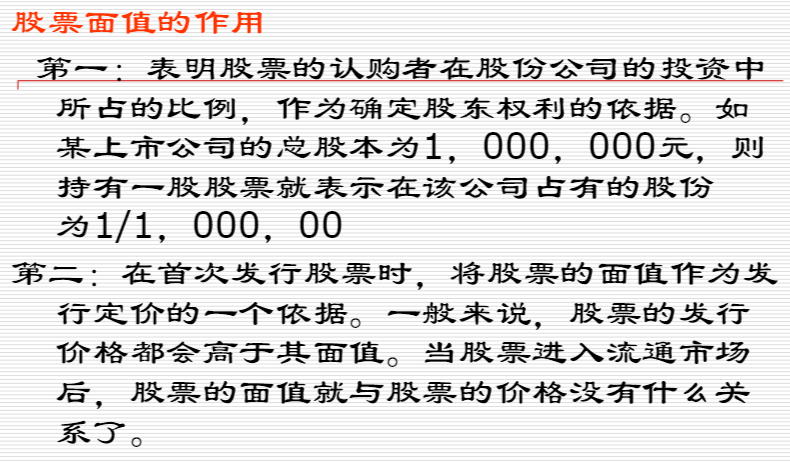 股票面值的作用
第一：表明股票的认购者在股份公司的投资中
所占的比例，作为确定股东权利的依据。如
某上市公司的总股本为1，000，000元，则
持有一股股票就表示在该公司占有的股份
为1/1，000，00
第二：在首次发行股票时，将股票的面值作为发
行定价的一个依据。一般来说，股票的发行
价格都会高于其面值。当股票进入流通市场
后，股票的面值就与股票的价格没有什么关
系了。